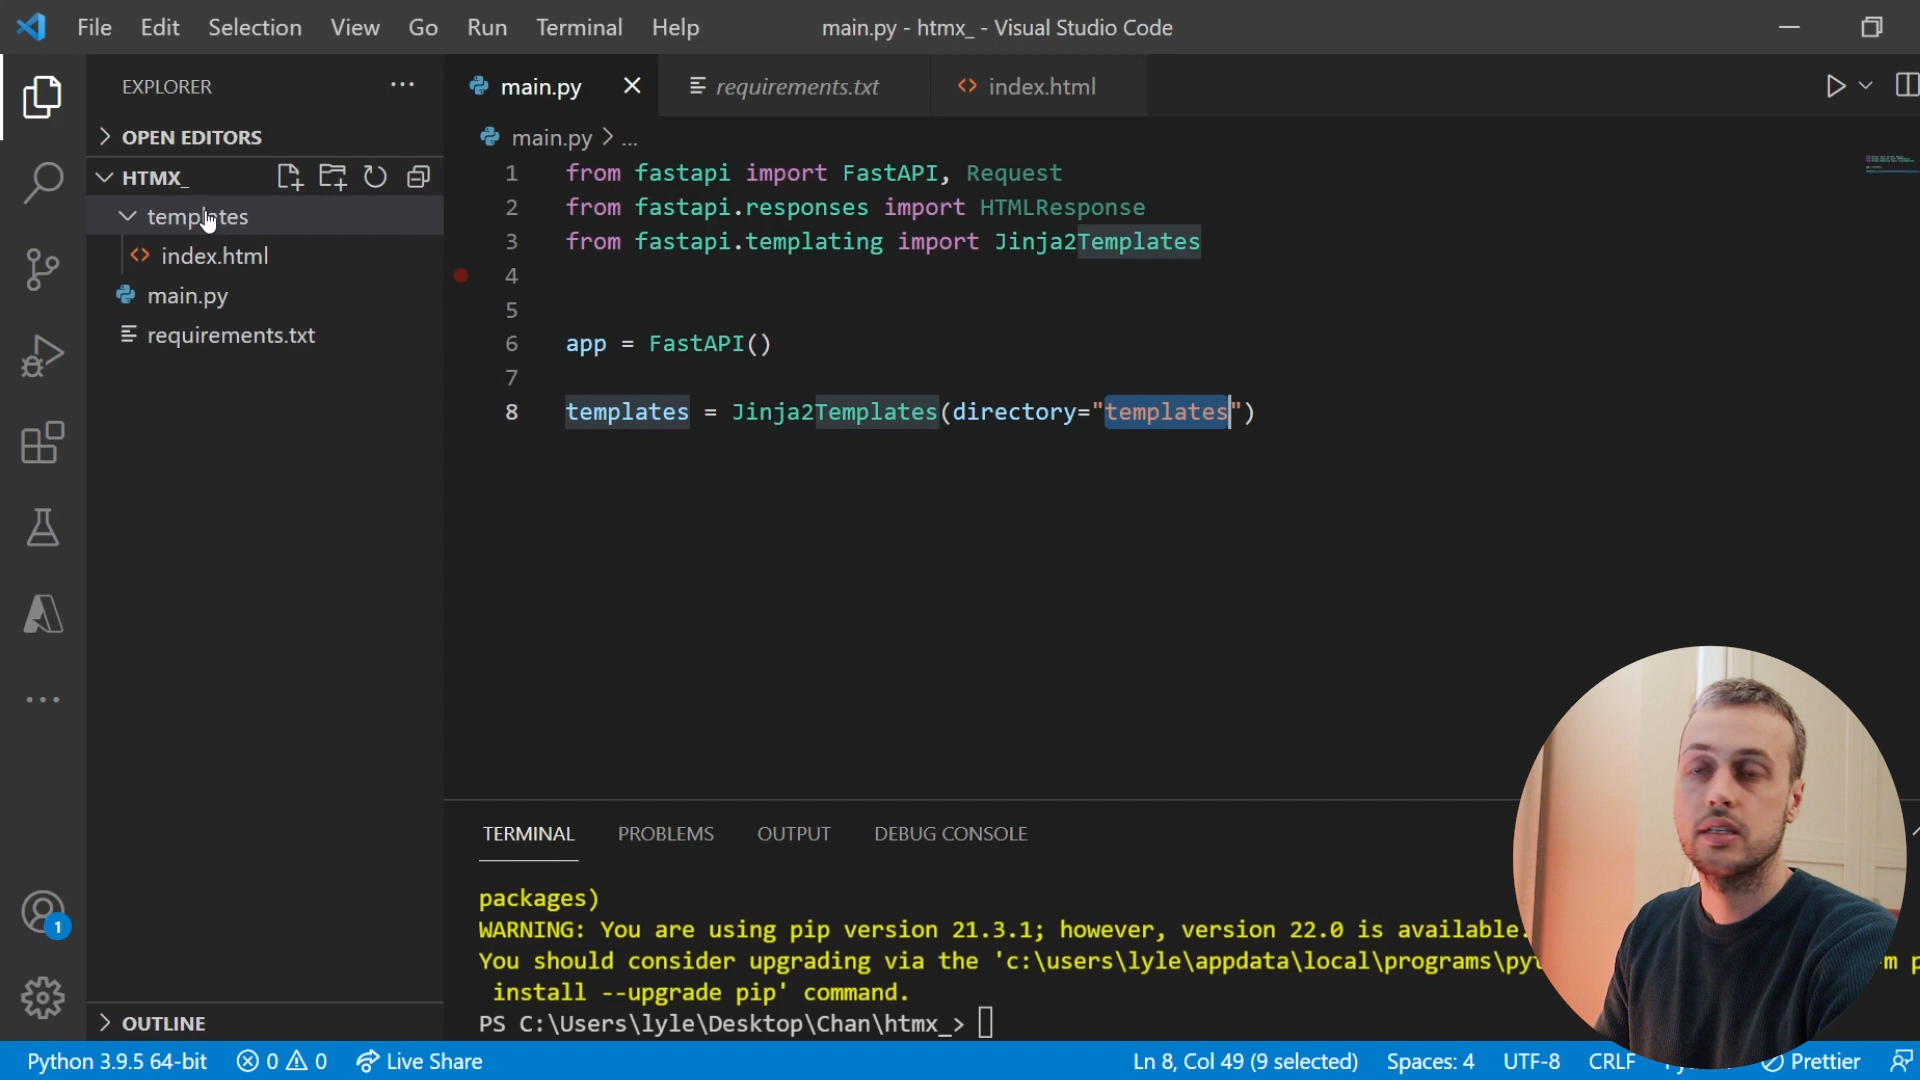 File Edit Selection View Go Run Terminal Help
main.py - htmx_ - Visual Studio Code
EXPLORER
OPEN EDITORS
HTMX_
templates
index.html
main.py
requirements.txt
OUTLINE
1
main.py requirements.txt index.html
main.py > ...
1 from fastapi import FastAPI, Request
2 from fastapi.responses import HTMLResponse
3 from fastapi.templating import Jinja2Templates
4
5
6 app = FastAPI()
7
8 templates = Jinja2Templates(directory="templates")
TERMINAL PROBLEMS OUTPUT DEBUG CONSOLE
packages)
WARNING: You are using pip version 21.3.1; however, version 22.0 is available.
You should consider upgrading via the 'c:\users\lyle\appdata\local\programs\py
install --upgrade pip' command.
PS C:\Users\lyle\Desktop\Chan\htmx_>
Python 3.9.5 64-bit 0 0 Live Share Ln 8, Col 49 (9 selected) Spaces: 4 UTF-8 CRLF Prettier